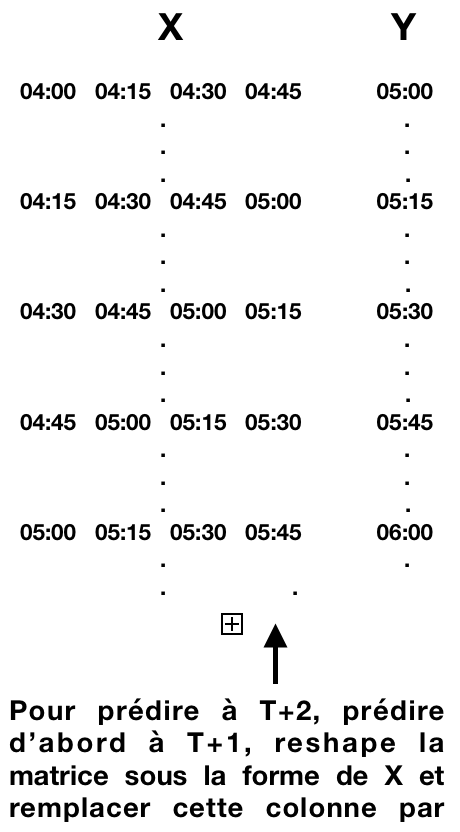 X Y
04:00 04:15 04:30 04:45 05:00
. .
. .
. .
04:15 04:30 04:45 05:00 05:15
. .
. .
. .
04:30 04:45 05:00 05:15 05:30
. .
. .
. .
04:45 05:00 05:15 05:30 05:45
. .
. .
. .
05:00 05:15 05:30 05:45 06:00
. .
. .
Pour prédire à T+2, prédire
d’abord à T+1, reshape la
matrice sous la forme de X et
remplacer cette colonne par